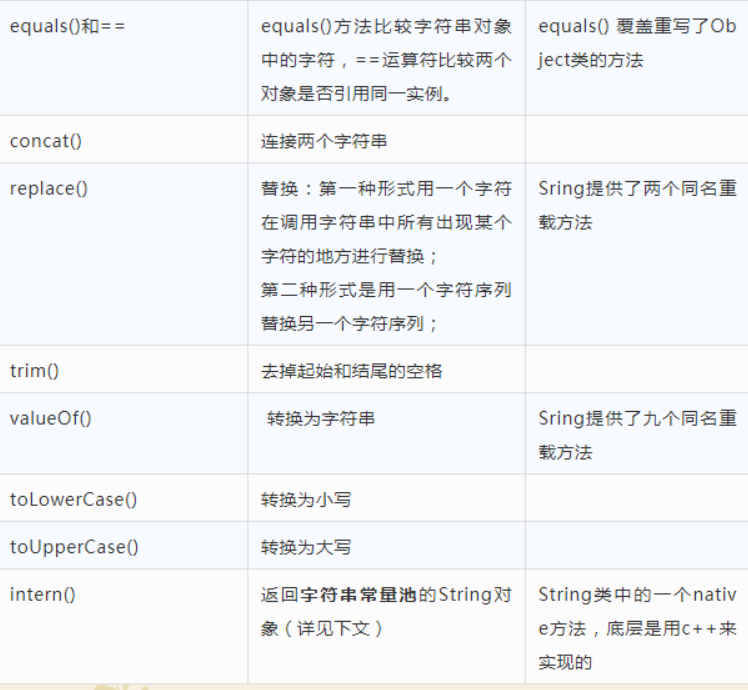 equals()和==
equals()方法比较字符串对象
中的字符，==运算符比较两个
对象是否引用同一实例。
equals() 覆盖重写了Ob
ject类的方法
concat()
连接两个字符串
replace()
替换：第一种形式用一个字符
在调用字符串中所有出现某个
字符的地方进行替换；
第二种形式是用一个字符序列
替换另一个字符序列；
Sring提供了两个同名重
载方法
trim()
去掉起始和结尾的空格
valueOf()
转换为字符串
Sring提供了九个同名重
载方法
toLowerCase()
转换为小写
toUpperCase()
转换为大写
intern()
返回字符串常量池的String对
象（详见下文）
String类中的一个nativ
e方法，底层是用c++来
实现的